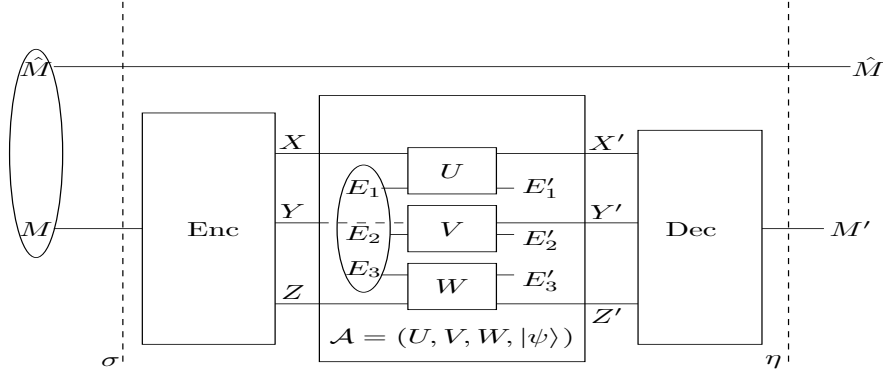 M̂ M̂
X X′
E₁ U E′₁
Y Y′
M Enc E₂ V E′₂ Dec M′
E₃ W E′₃
Z Z′
𝒜 = (U, V, W, |ψ⟩)
σ η